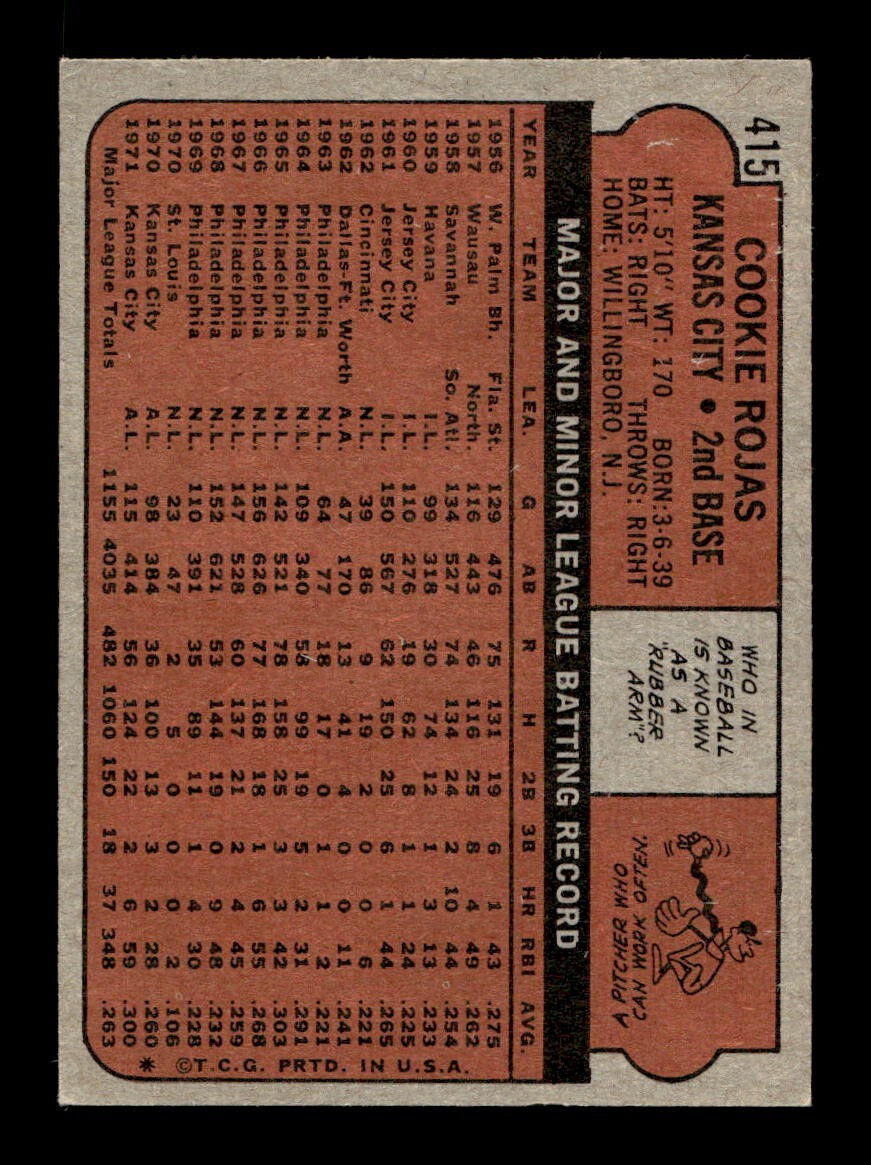 415
COOKIE ROJAS
KANSAS CITY • 2nd BASE
HT: 5'10" WT: 170 BORN: 3-6-39
BATS: RIGHT THROWS: RIGHT
HOME: WILLINGBORO, N.J.
WHO IN
BASEBALL
IS KNOWN
AS A
"RUBBER
ARM"?
A
PITCHER WHO
CAN WORK OFTEN.
MAJOR AND MINOR LEAGUE BATTING RECORD
YEAR TEAM LEA. G AB R H 2B 3B HR RBI AVG.
1956 W. Palm Bh. Fla. St. 129 476 75 131 19 6 1 43 .275
1957 Wausau North. 116 443 46 116 25 8 4 49 .262
1958 Savannah So. Atl. 134 527 74 134 24 2 10 44 .254
1959 Havana I.L. 99 318 30 74 12 1 3 13 .233
1960 Jersey City I.L. 110 276 19 62 8 1 1 24 .225
1961 Jersey City I.L. 150 567 62 150 25 6 1 44 .265
1962 Cincinnati N.L. 39 86 9 19 2 0 0 6 .221
1962 Dallas-Ft. Worth A.A. 47 170 13 41 4 0 0 11 .241
1963 Philadelphia N.L. 64 77 18 17 0 1 1 2 .221
1964 Philadelphia N.L. 109 340 58 99 19 5 2 31 .291
1965 Philadelphia N.L. 142 521 78 158 25 3 3 42 .303
1966 Philadelphia N.L. 156 626 77 168 18 1 6 55 .268
1967 Philadelphia N.L. 147 528 60 137 21 2 4 45 .259
1968 Philadelphia N.L. 152 621 53 144 19 0 9 48 .232
1969 Philadelphia N.L. 110 391 35 89 11 1 4 30 .228
1970 St. Louis N.L. 23 47 2 5 0 0 0 2 .106
1970 Kansas City A.L. 98 384 36 100 13 3 2 28 .260
1971 Kansas City A.L. 115 414 56 124 22 2 6 59 .300
Major League Totals 1155 4035 482 1060 150 18 37 348 .263
* ©T.C.G. PRTD. IN U.S.A.